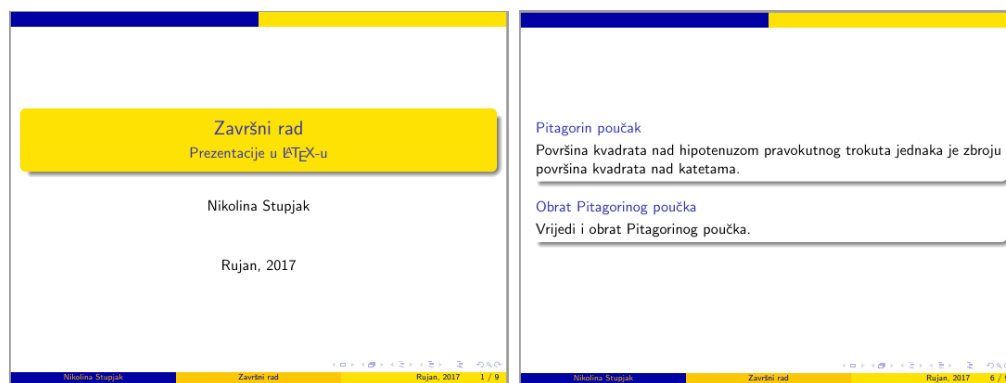 Završni rad
Prezentacije u LATEX-u
Nikolina Stupjak
Rujan, 2017
Nikolina Stupjak Završni rad Rujan, 2017 1 / 9
Pitagorin poučak
Površina kvadrata nad hipotenuzom pravokutnog trokuta jednaka je zbroju
površina kvadrata nad katetama.
Obrat Pitagorinog poučka
Vrijedi i obrat Pitagorinog poučka.
Nikolina Stupjak Završni rad Rujan, 2017 6 / 9